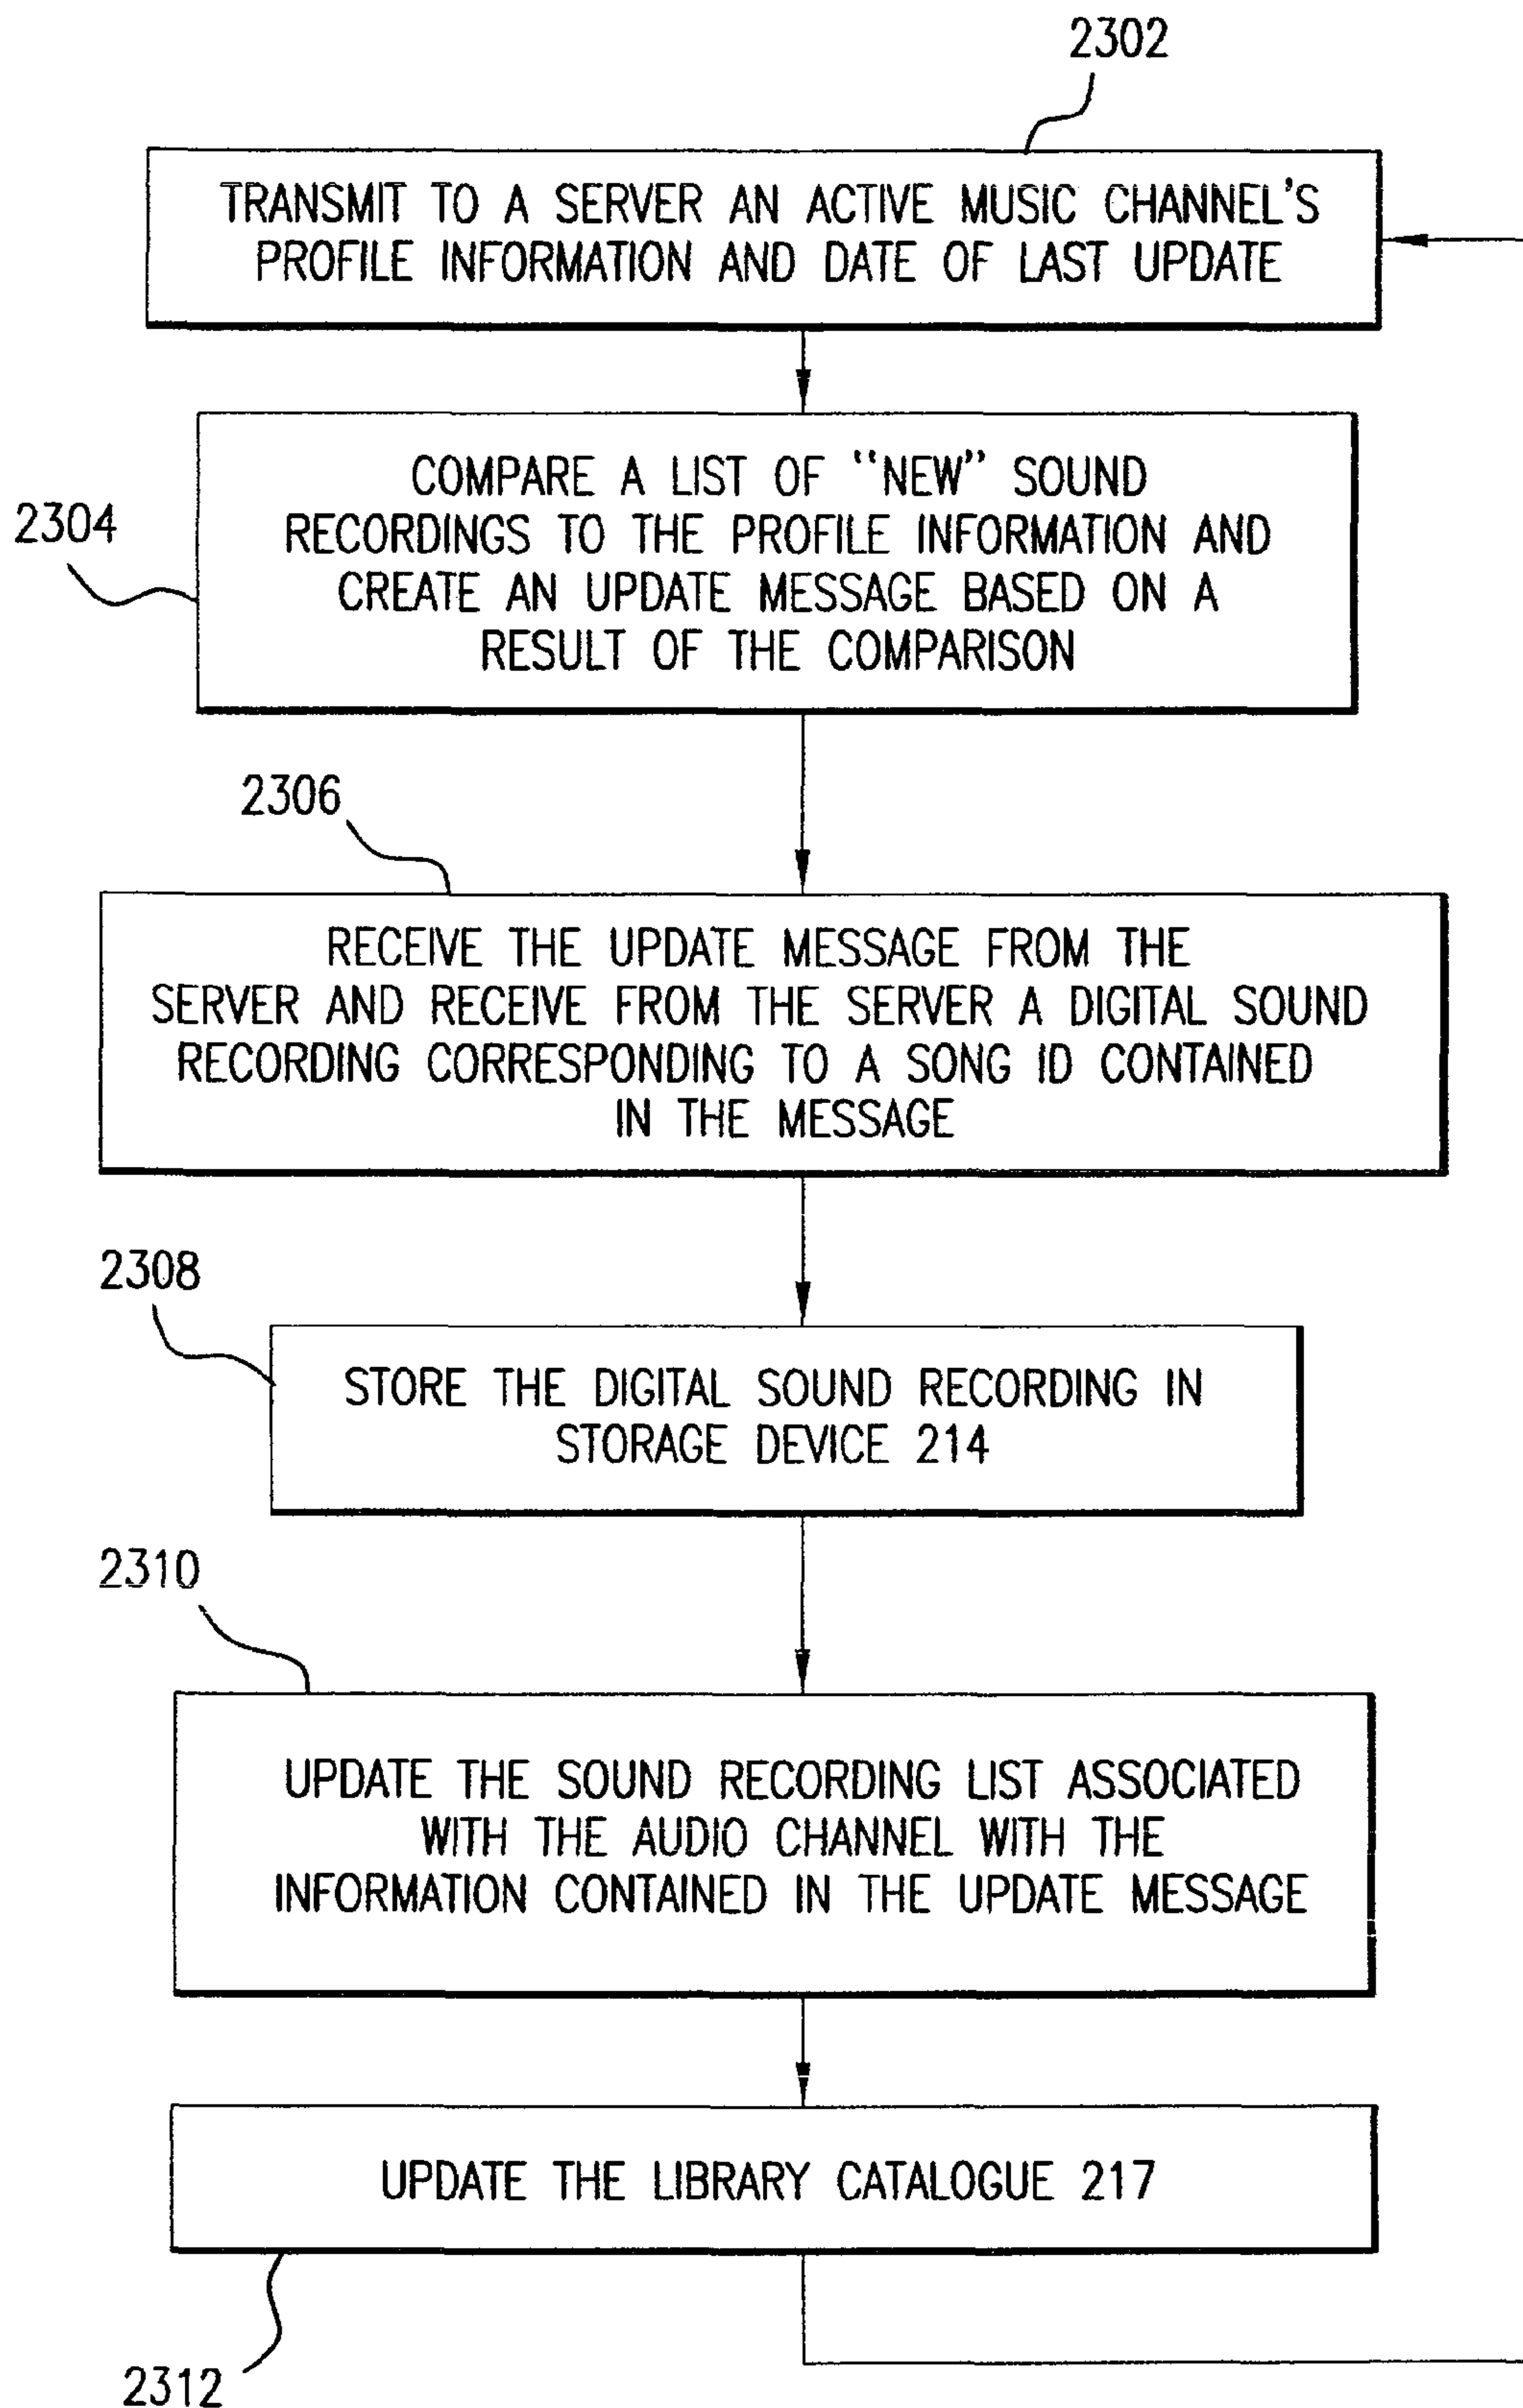 2302
TRANSMIT TO A SERVER AN ACTIVE MUSIC CHANNEL'S
PROFILE INFORMATION AND DATE OF LAST UPDATE
2304
COMPARE A LIST OF "NEW" SOUND
RECORDINGS TO THE PROFILE INFORMATION AND
CREATE AN UPDATE MESSAGE BASED ON A
RESULT OF THE COMPARISON
2306
RECEIVE THE UPDATE MESSAGE FROM THE
SERVER AND RECEIVE FROM THE SERVER A DIGITAL SOUND
RECORDING CORRESPONDING TO A SONG ID CONTAINED
IN THE MESSAGE
2308
STORE THE DIGITAL SOUND RECORDING IN
STORAGE DEVICE 214
2310
UPDATE THE SOUND RECORDING LIST ASSOCIATED
WITH THE AUDIO CHANNEL WITH THE
INFORMATION CONTAINED IN THE UPDATE MESSAGE
UPDATE THE LIBRARY CATALOGUE 217
2312